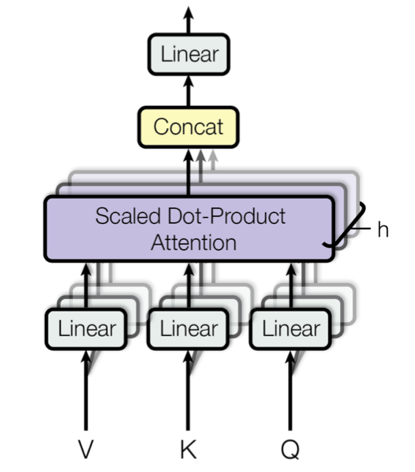 Linear
Concat
Scaled Dot-Product
Attention
h
Linear Linear Linear
V K Q